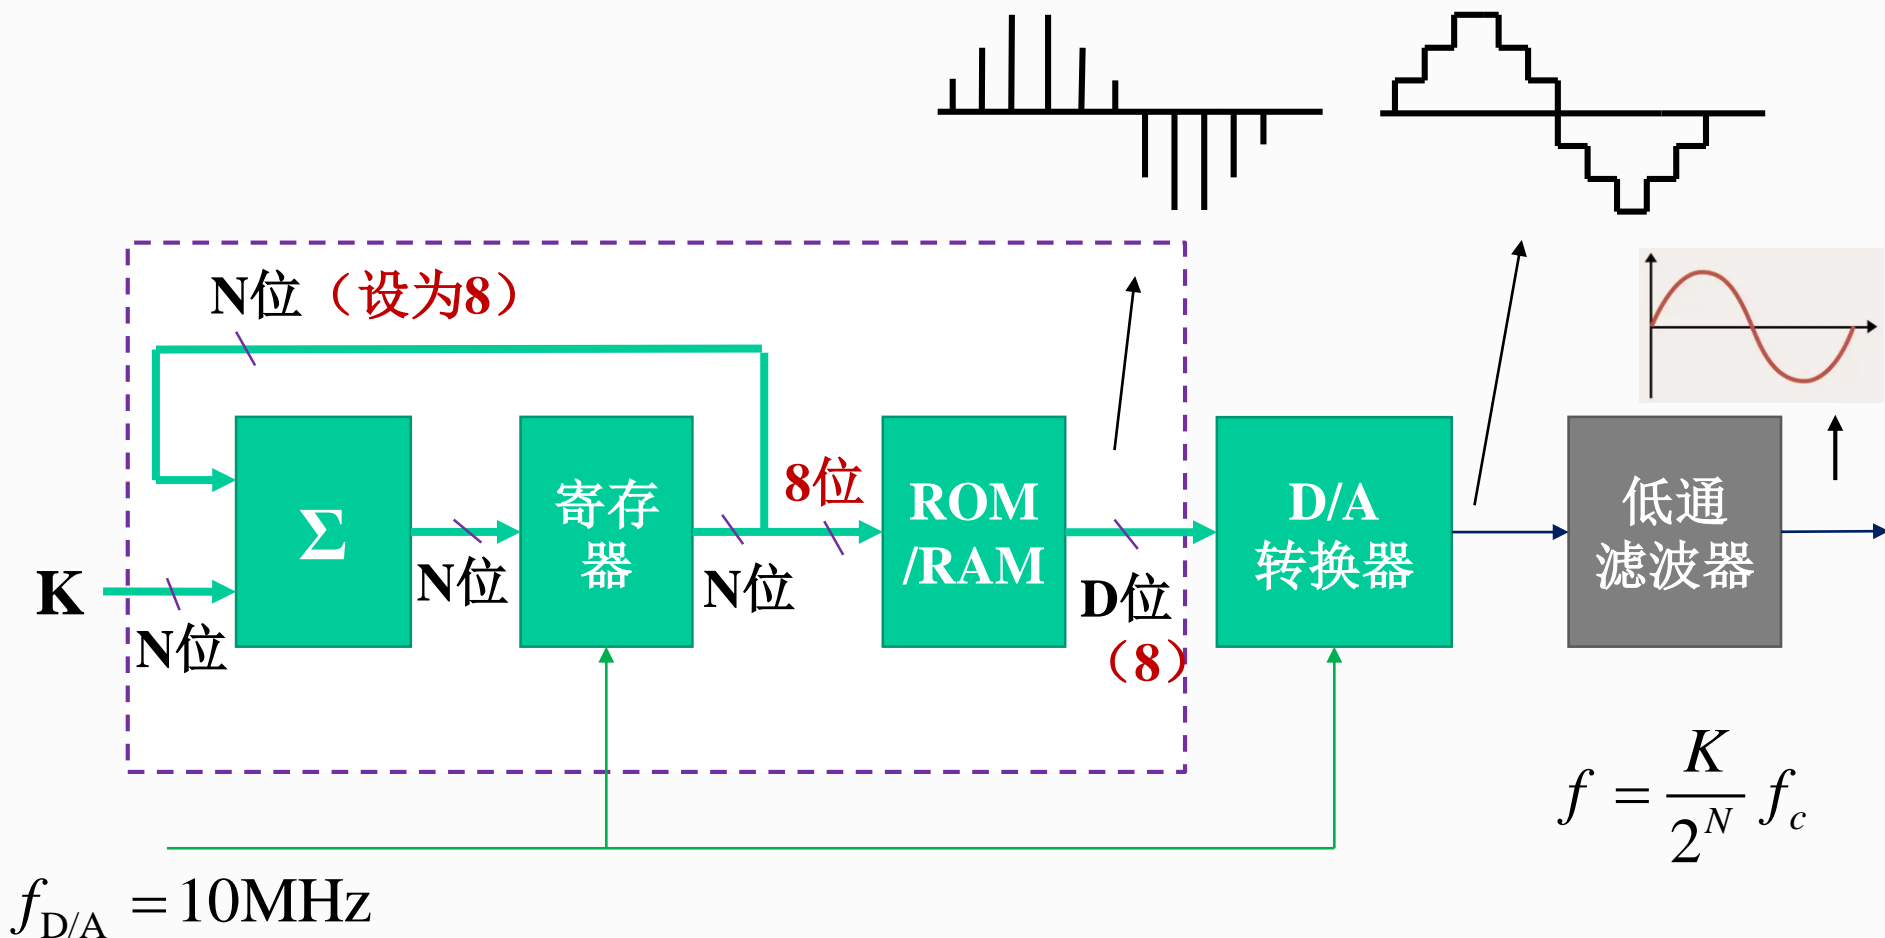 N位（设为8）
Σ
寄存
器
8位
ROM
/RAM
D/A
转换器
低通
滤波器
K
N位
N位
N位
D位
（8）
f = K/2^N f_c
f_D/A = 10MHz